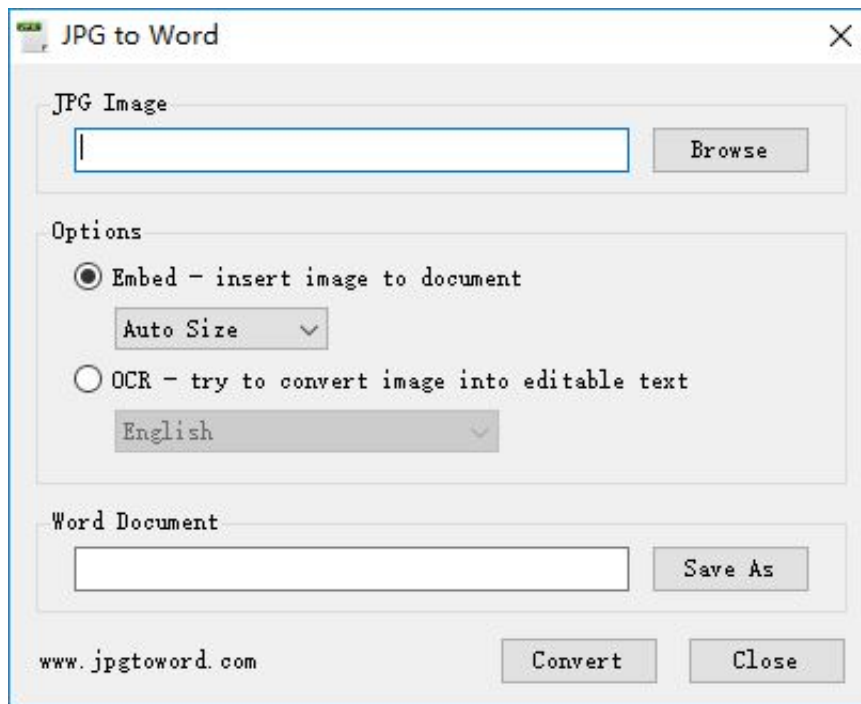 JPG to Word
JPG Image
Browse
Options
Embed - insert image to document
Auto Size
OCR - try to convert image into editable text
English
Word Document
Save As
www.jpgtoword.com
Convert
Close